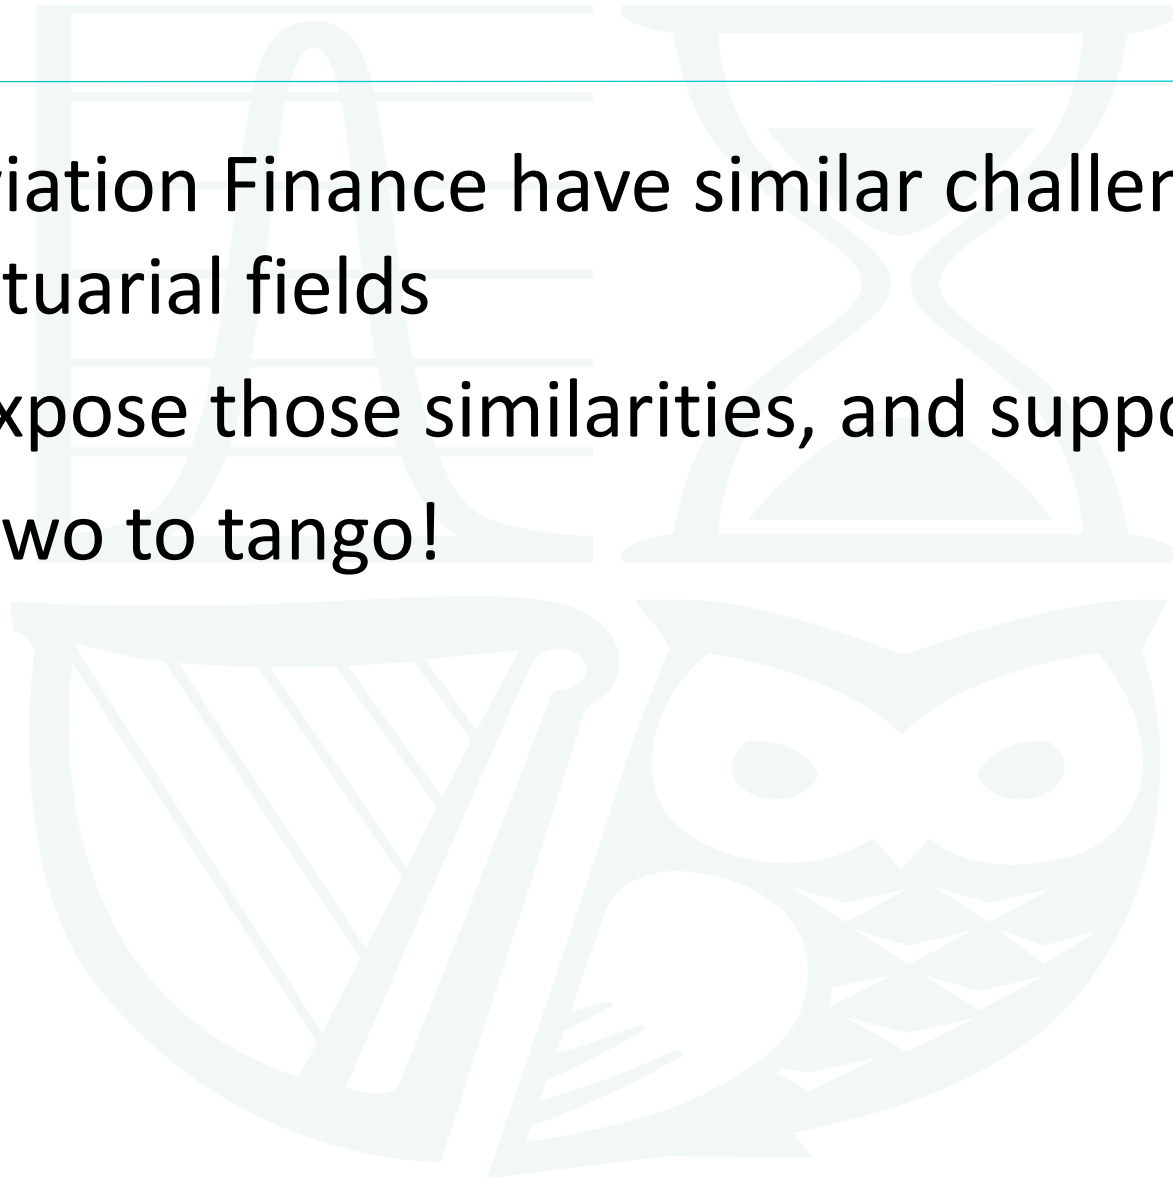 viation Finance have similar challen
tuarial fields
xpose those similarities, and suppo
wo to tango!